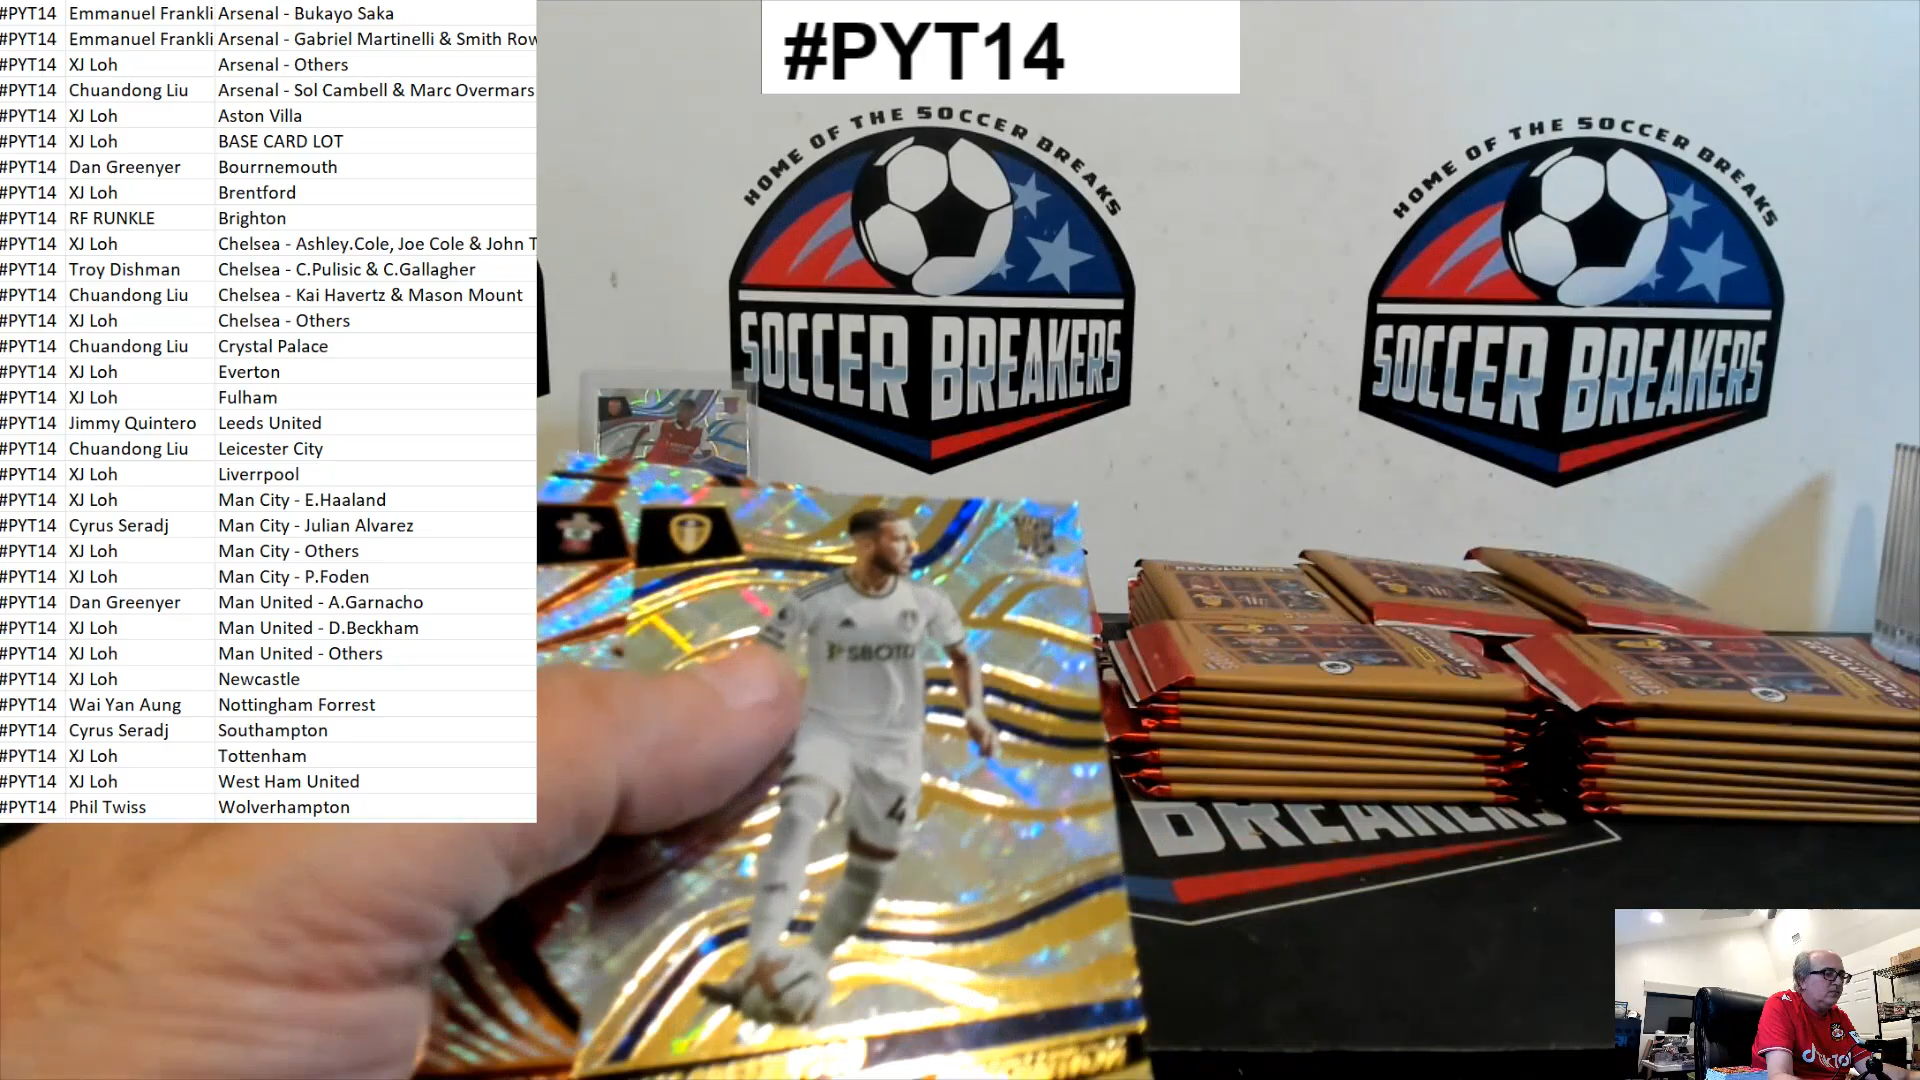 #PYT14 Emmanuel Frankli Arsenal - Bukayo Saka
#PYT14 Emmanuel Frankli Arsenal - Gabriel Martinelli & Smith Row
#PYT14 XJ Loh Arsenal - Others
#PYT14 Chuandong Liu Arsenal - Sol Cambell & Marc Overmars
#PYT14 XJ Loh Aston Villa
#PYT14 XJ Loh BASE CARD LOT
#PYT14 Dan Greenyer Bourrnemouth
#PYT14 XJ Loh Brentford
#PYT14 RF RUNKLE Brighton
#PYT14 XJ Loh Chelsea - Ashley.Cole, Joe Cole & John T
#PYT14 Troy Dishman Chelsea - C.Pulisic & C.Gallagher
#PYT14 Chuandong Liu Chelsea - Kai Havertz & Mason Mount
#PYT14 XJ Loh Chelsea - Others
#PYT14 Chuandong Liu Crystal Palace
#PYT14 XJ Loh Everton
#PYT14 XJ Loh Fulham
#PYT14 Jimmy Quintero Leeds United
#PYT14 Chuandong Liu Leicester City
#PYT14 XJ Loh Liverrpool
#PYT14 XJ Loh Man City - E.Haaland
#PYT14 Cyrus Seradj Man City - Julian Alvarez
#PYT14 XJ Loh Man City - Others
#PYT14 XJ Loh Man City - P.Foden
#PYT14 Dan Greenyer Man United - A.Garnacho
#PYT14 XJ Loh Man United - D.Beckham
#PYT14 XJ Loh Man United - Others
#PYT14 XJ Loh Newcastle
#PYT14 Wai Yan Aung Nottingham Forrest
#PYT14 Cyrus Seradj Southampton
#PYT14 XJ Loh Tottenham
#PYT14 XJ Loh West Ham United
#PYT14 Phil Twiss Wolverhampton
#PYT14
HOME OF THE SOCCER BREAKS
SOCCER BREAKERS
HOME OF THE SOCCER BREAKS
SOCCER BREAKERS
REVOLUTION
SBOTO
4
BREAKERS